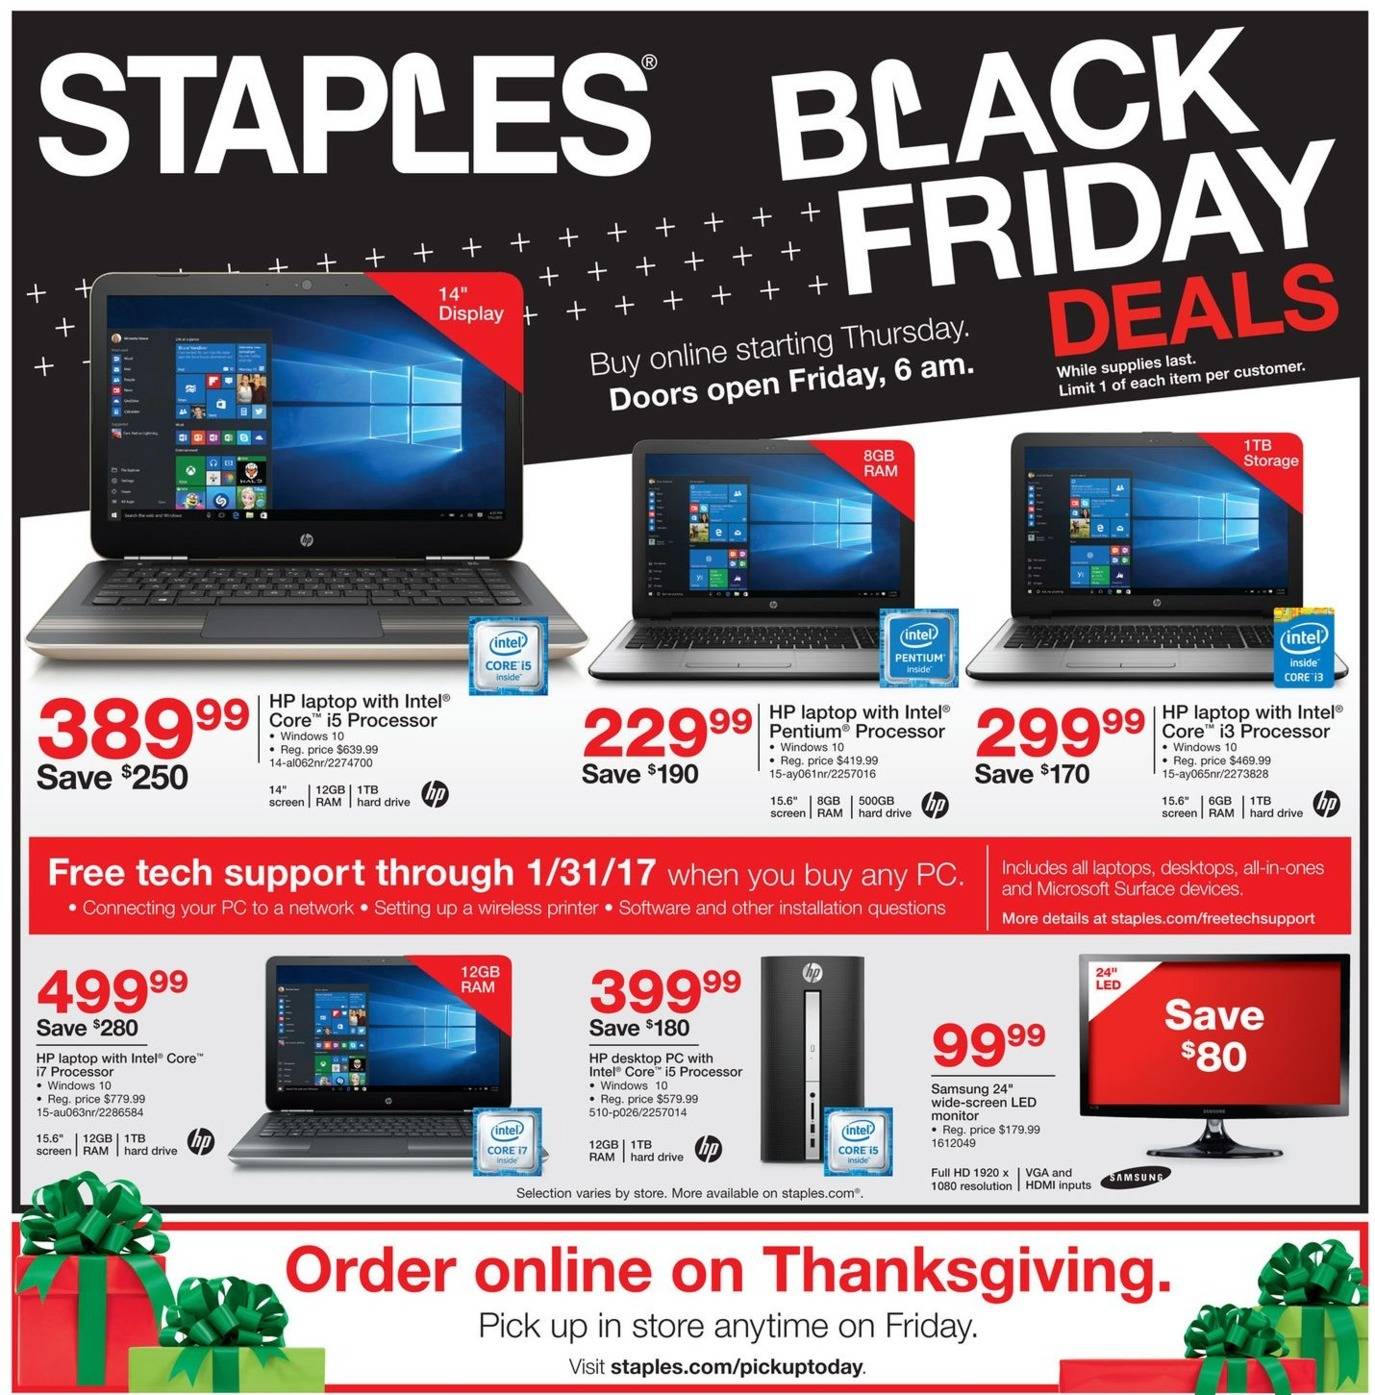 STAPLES®
BLACK
FRIDAY
DEALS
Buy online starting Thursday.
Doors open Friday, 6 am.
While supplies last.
Limit 1 of each item per customer.
14"
Display
hp
intel
CORE i5
inside
389⁹⁹
Save $250
HP laptop with Intel®
Core™ i5 Processor
• Windows 10
• Reg. price $639.99
14-al062nr/2274700
14" screen | 12GB RAM | 1TB hard drive
hp
8GB
RAM
intel
PENTIUM
inside
229⁹⁹
Save $190
HP laptop with Intel®
Pentium® Processor
• Windows 10
• Reg. price $419.99
15-ay061nr/2257016
15.6" screen | 8GB RAM | 500GB hard drive
hp
1TB
Storage
intel
inside
CORE i3
299⁹⁹
Save $170
HP laptop with Intel®
Core™ i3 Processor
• Windows 10
• Reg. price $469.99
15-ay065nr/2273828
15.6" screen | 6GB RAM | 1TB hard drive
hp
Free tech support through 1/31/17 when you buy any PC.
• Connecting your PC to a network • Setting up a wireless printer • Software and other installation questions
Includes all laptops, desktops, all-in-ones
and Microsoft Surface devices.
More details at staples.com/freetechsupport
499⁹⁹
Save $280
HP laptop with Intel® Core™
i7 Processor
• Windows 10
• Reg. price $779.99
15-au063nr/2286584
15.6" screen | 12GB RAM | 1TB hard drive
hp
12GB
RAM
intel
CORE i7
inside
399⁹⁹
Save $180
HP desktop PC with
Intel® Core™ i5 Processor
• Windows 10
• Reg. price $579.99
510-p026/2257014
12GB RAM | 1TB hard drive
hp
hp
intel
CORE i5
inside
99⁹⁹
Samsung 24"
wide-screen LED
monitor
• Reg. price $179.99
1612049
Full HD 1920 x
1080 resolution | VGA and HDMI inputs
SAMSUNG
24"
LED
Save
$80
SAMSUNG
Selection varies by store. More available on staples.com®.
Order online on Thanksgiving.
Pick up in store anytime on Friday.
Visit staples.com/pickuptoday.